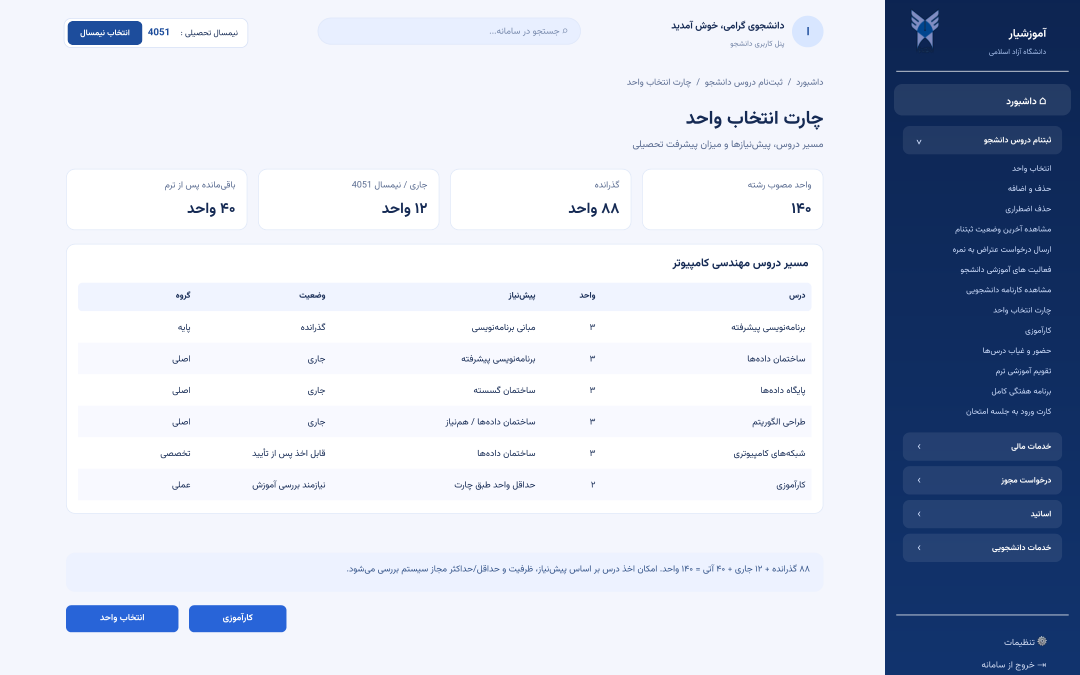 آموزشیار
دانشگاه آزاد اسلامی
داشبورد
ثبتنام دروس دانشجو
انتخاب واحد
حذف و اضافه
حذف اضطراری
مشاهده آخرین وضعیت ثبتنام
ارسال درخواست عتراض به نمره
فعالیت های آموزشی دانشجو
مشاهده کارنامه دانشجویی
چارت انتخاب واحد
کارآموزی
حضور و غیاب درس‌ها
تقویم آموزشی ترم
برنامه هفتگی کامل
کارت ورود به جلسه امتحان
خدمات مالی
درخواست مجوز
اساتید
خدمات دانشجویی
تنظیمات
خروج از سامانه
ا
دانشجوی گرامی، خوش آمدید
پنل کاربری دانشجو
جستجو در سامانه...
نیمسال تحصیلی : 4051 انتخاب نیمسال
داشبورد / ثبت‌نام دروس دانشجو / چارت انتخاب واحد
چارت انتخاب واحد
مسیر دروس، پیش‌نیازها و میزان پیشرفت تحصیلی
واحد مصوب رشته
۱۴۰
گذرانده
۸۸ واحد
جاری / نیمسال 4051
۱۲ واحد
باقی‌مانده پس از ترم
۴۰ واحد
مسیر دروس مهندسی کامپیوتر
درس واحد پیش‌نیاز وضعیت گروه
برنامه‌نویسی پیشرفته ۳ مبانی برنامه‌نویسی گذرانده پایه
ساختمان داده‌ها ۳ برنامه‌نویسی پیشرفته جاری اصلی
پایگاه داده‌ها ۳ ساختمان گسسته جاری اصلی
طراحی الگوریتم ۳ ساختمان داده‌ها / هم‌نیاز جاری اصلی
شبکه‌های کامپیوتری ۳ ساختمان داده‌ها قابل اخذ پس از تأیید تخصصی
کارآموزی ۲ حداقل واحد طبق چارت نیازمند بررسی آموزش عملی
۸۸ گذرانده + ۱۲ جاری + ۴۰ آتی = ۱۴۰ واحد. امکان اخذ درس بر اساس پیش‌نیاز، ظرفیت و حداقل/حداکثر مجاز سیستم بررسی می‌شود.
کارآموزی
انتخاب واحد